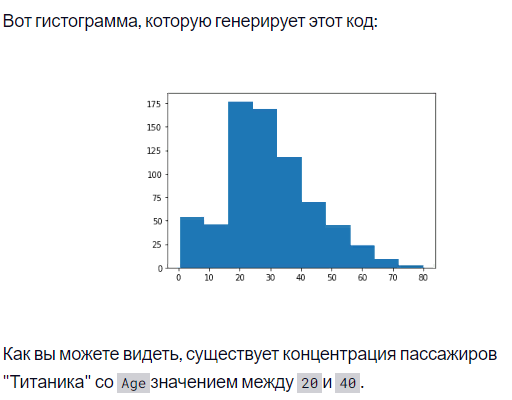 Вот гистограмма, которую генерирует этот код:
175
150
125
100
75
50
25
0
0 10 20 30 40 50 60 70 80
Как вы можете видеть, существует концентрация пассажиров
"Титаника" со Age значением между 20 и 40 .